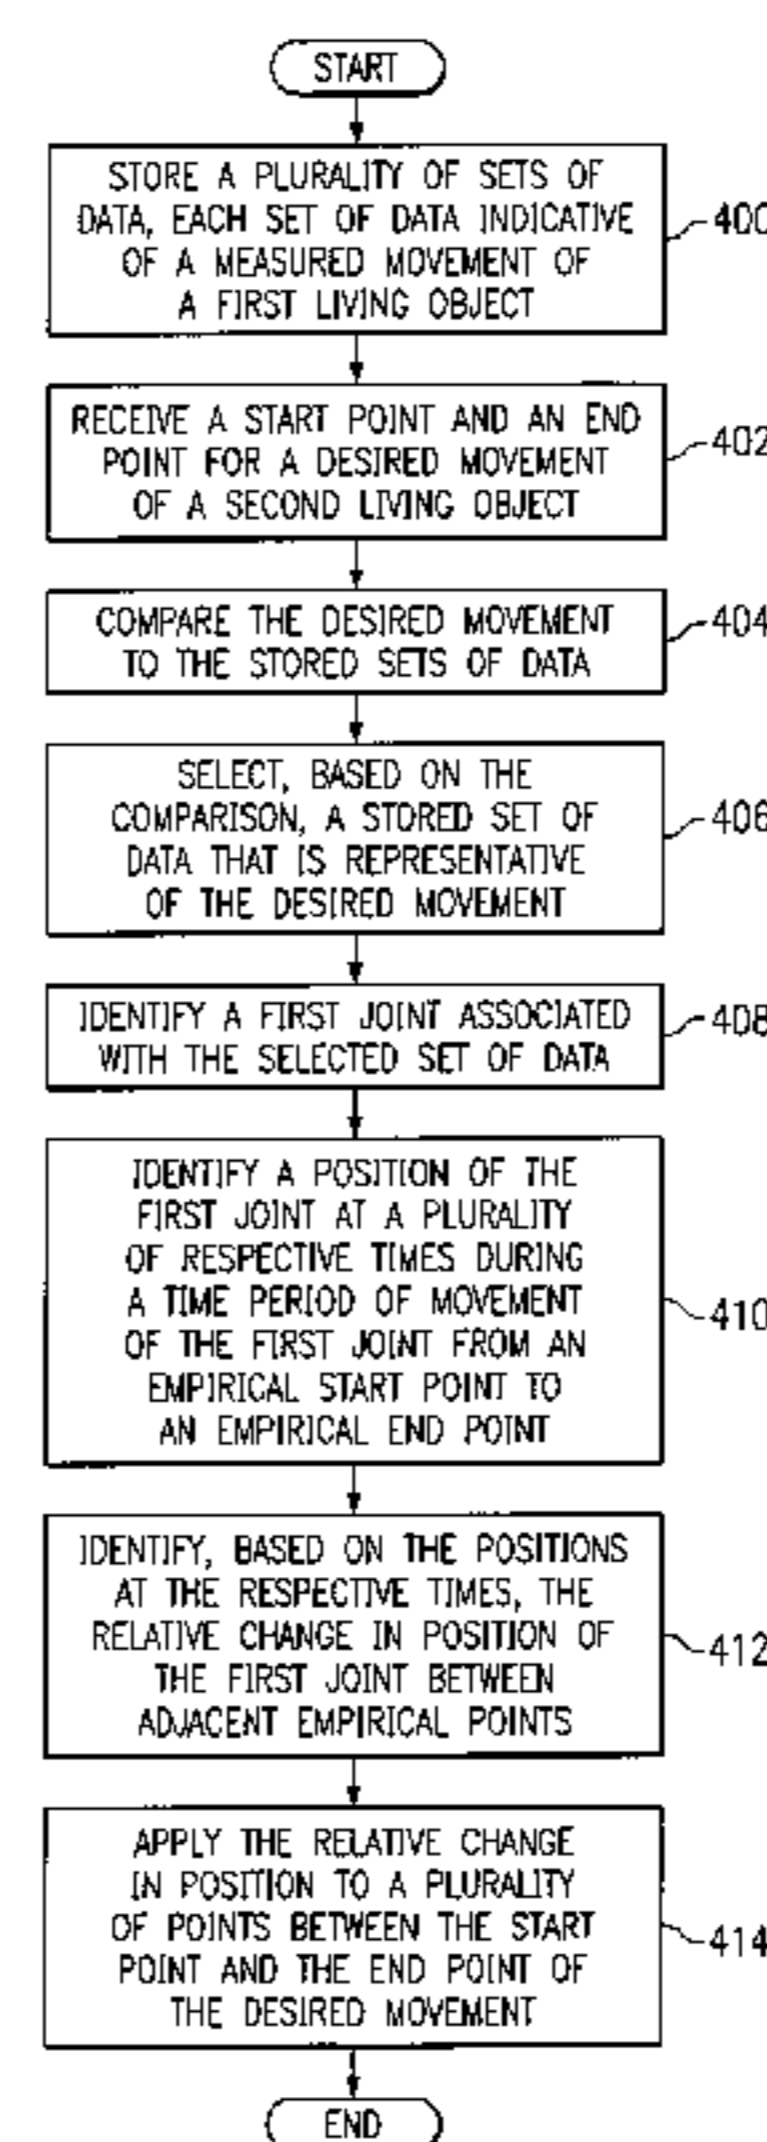 START
STORE A PLURALITY OF SETS OF
DATA, EACH SET OF DATA INDICATIVE
OF A MEASURED MOVEMENT OF
A FIRST LIVING OBJECT
400
RECEIVE A START POINT AND AN END
POINT FOR A DESIRED MOVEMENT
OF A SECOND LIVING OBJECT
402
COMPARE THE DESIRED MOVEMENT
TO THE STORED SETS OF DATA
404
SELECT, BASED ON THE
COMPARISON, A STORED SET OF
DATA THAT IS REPRESENTATIVE
OF THE DESIRED MOVEMENT
406
IDENTIFY A FIRST JOINT ASSOCIATED
WITH THE SELECTED SET OF DATA
408
IDENTIFY A POSITION OF THE
FIRST JOINT AT A PLURALITY
OF RESPECTIVE TIMES DURING
A TIME PERIOD OF MOVEMENT
OF THE FIRST JOINT FROM AN
EMPIRICAL START POINT TO
AN EMPIRICAL END POINT
410
IDENTIFY, BASED ON THE POSITIONS
AT THE RESPECTIVE TIMES, THE
RELATIVE CHANGE IN POSITION OF
THE FIRST JOINT BETWEEN
ADJACENT EMPIRICAL POINTS
412
APPLY THE RELATIVE CHANGE
IN POSITION TO A PLURALITY
OF POINTS BETWEEN THE START
POINT AND THE END POINT OF
THE DESIRED MOVEMENT
414
END